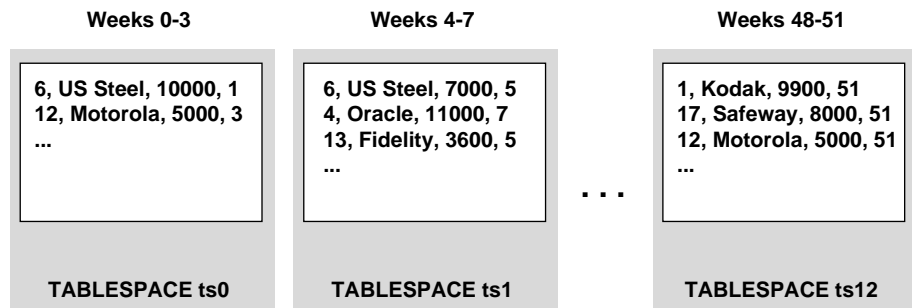 Weeks 0-3
6, US Steel, 10000, 1
12, Motorola, 5000, 3
...
TABLESPACE ts0
Weeks 4-7
6, US Steel, 7000, 5
4, Oracle, 11000, 7
13, Fidelity, 3600, 5
...
TABLESPACE ts1
. . .
Weeks 48-51
1, Kodak, 9900, 51
17, Safeway, 8000, 51
12, Motorola, 5000, 51
...
TABLESPACE ts12